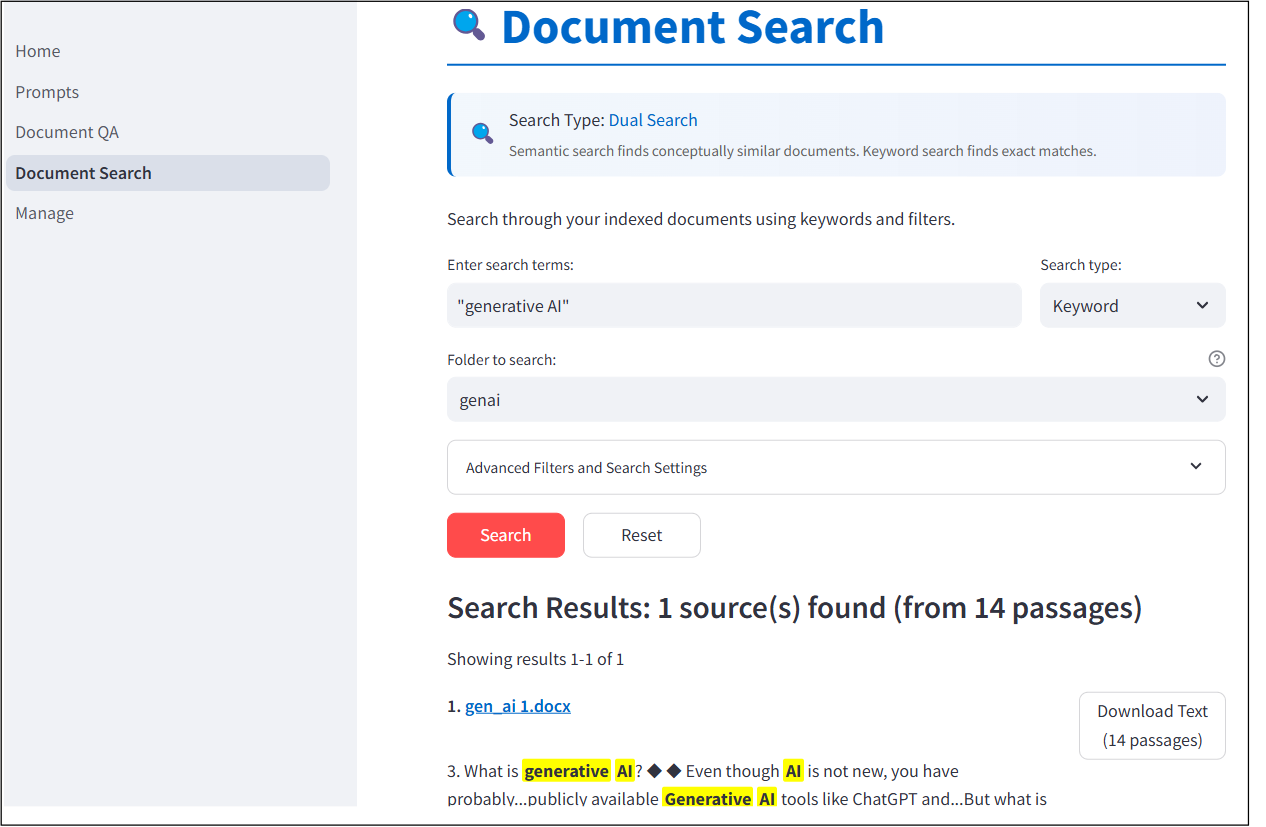 Home
Prompts
Document QA
Document Search
Manage
Document Search
Search Type: Dual Search
Semantic search finds conceptually similar documents. Keyword search finds exact matches.
Search through your indexed documents using keywords and filters.
Enter search terms:
Search type:
"generative AI"
Keyword
Folder to search:
genai
Advanced Filters and Search Settings
Search
Reset
Search Results: 1 source(s) found (from 14 passages)
Showing results 1-1 of 1
1. gen_ai 1.docx
Download Text
(14 passages)
3. What is generative AI? ◆ ◆ Even though AI is not new, you have
probably...publicly available Generative AI tools like ChatGPT and...But what is